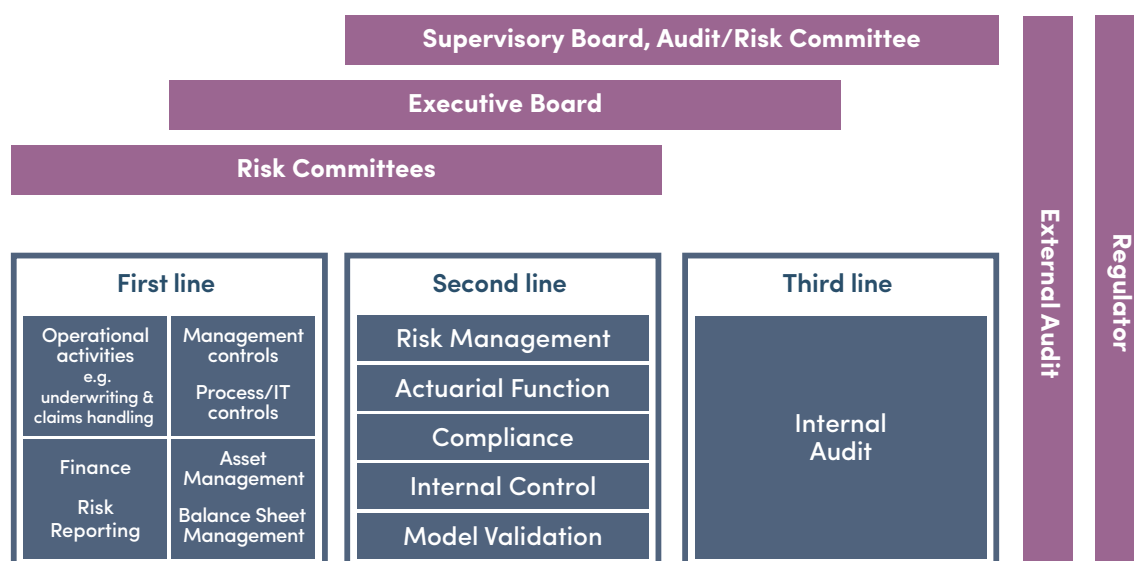 Supervisory Board, Audit/Risk Committee
Executive Board
Risk Committees
First line
Operational
activities
e.g.
underwriting &
claims handling
Management
controls
Process/IT
controls
Finance
Risk
Reporting
Asset
Management
Balance Sheet
Management
Second line
Risk Management
Actuarial Function
Compliance
Internal Control
Model Validation
Third line
Internal
Audit
External Audit
Regulator